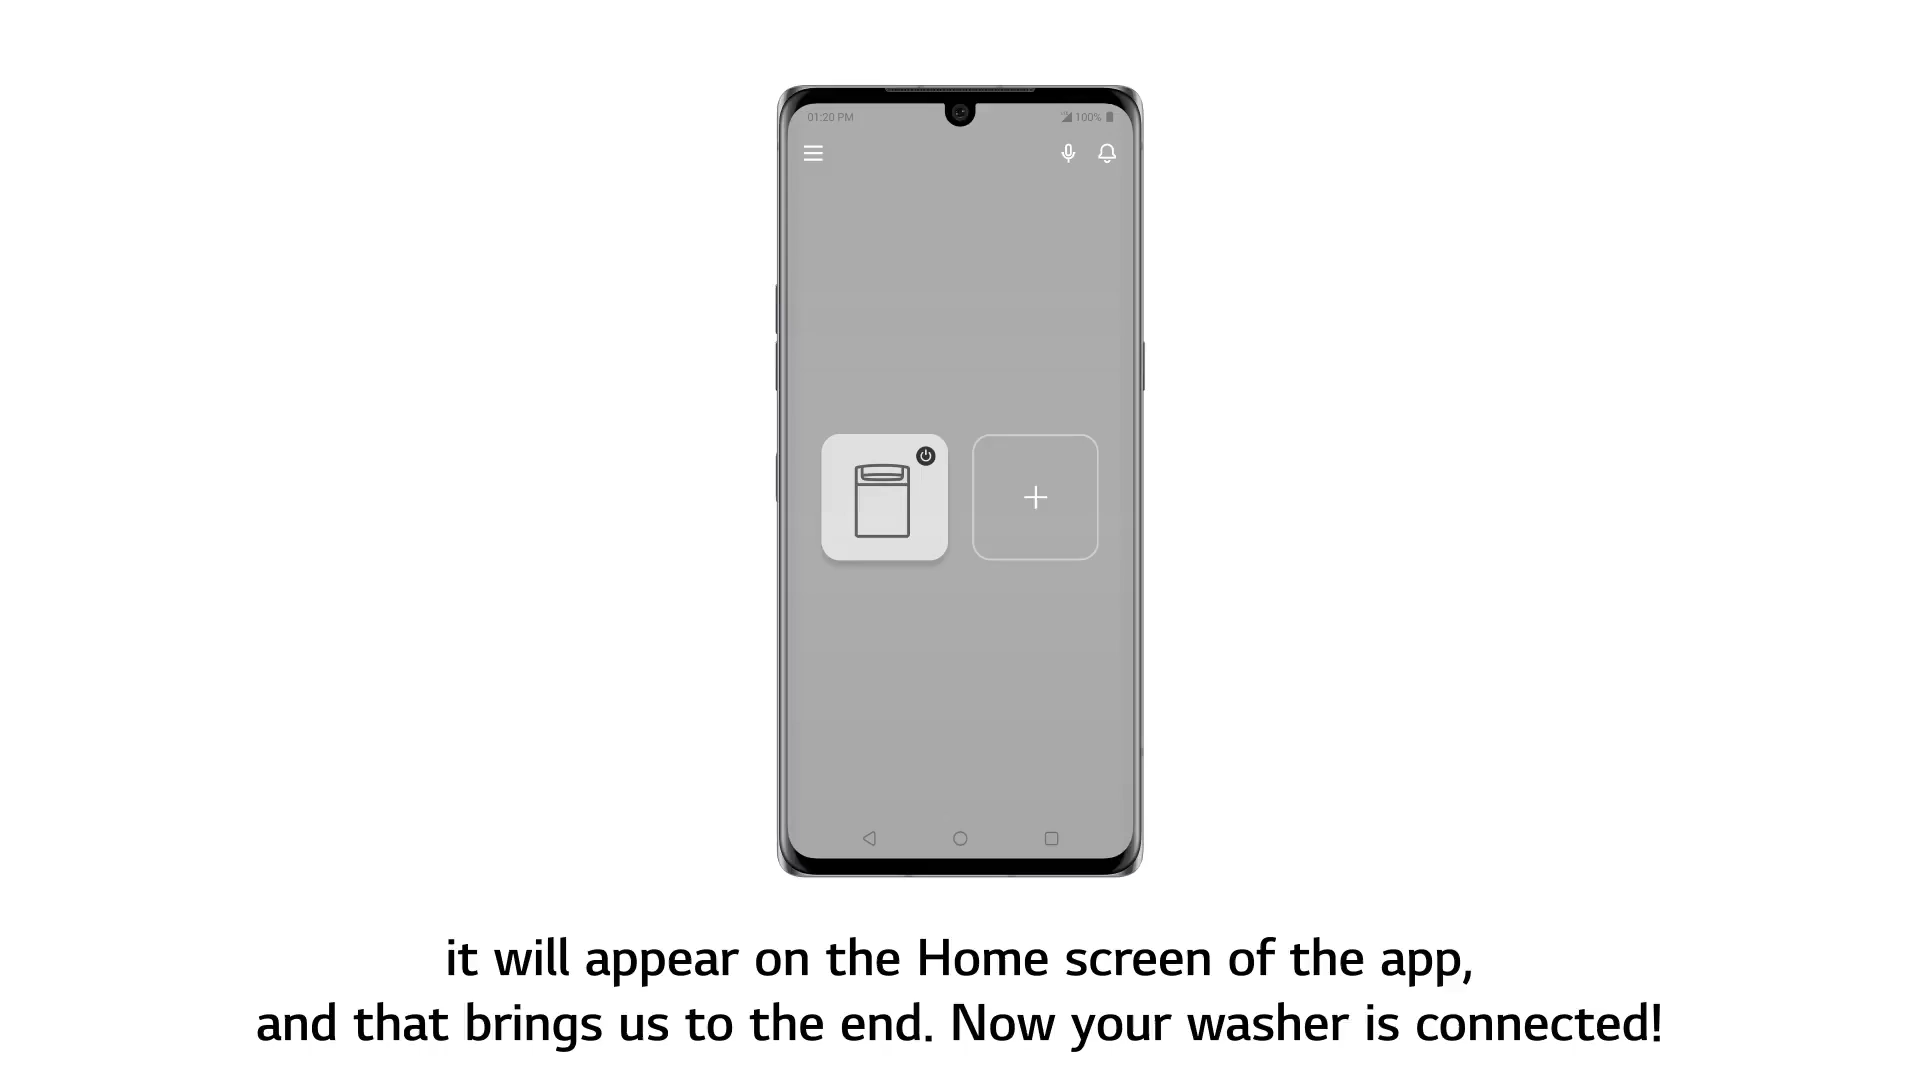 01:20 PM
100%
it will appear on the Home screen of the app,
and that brings us to the end. Now your washer is connected!